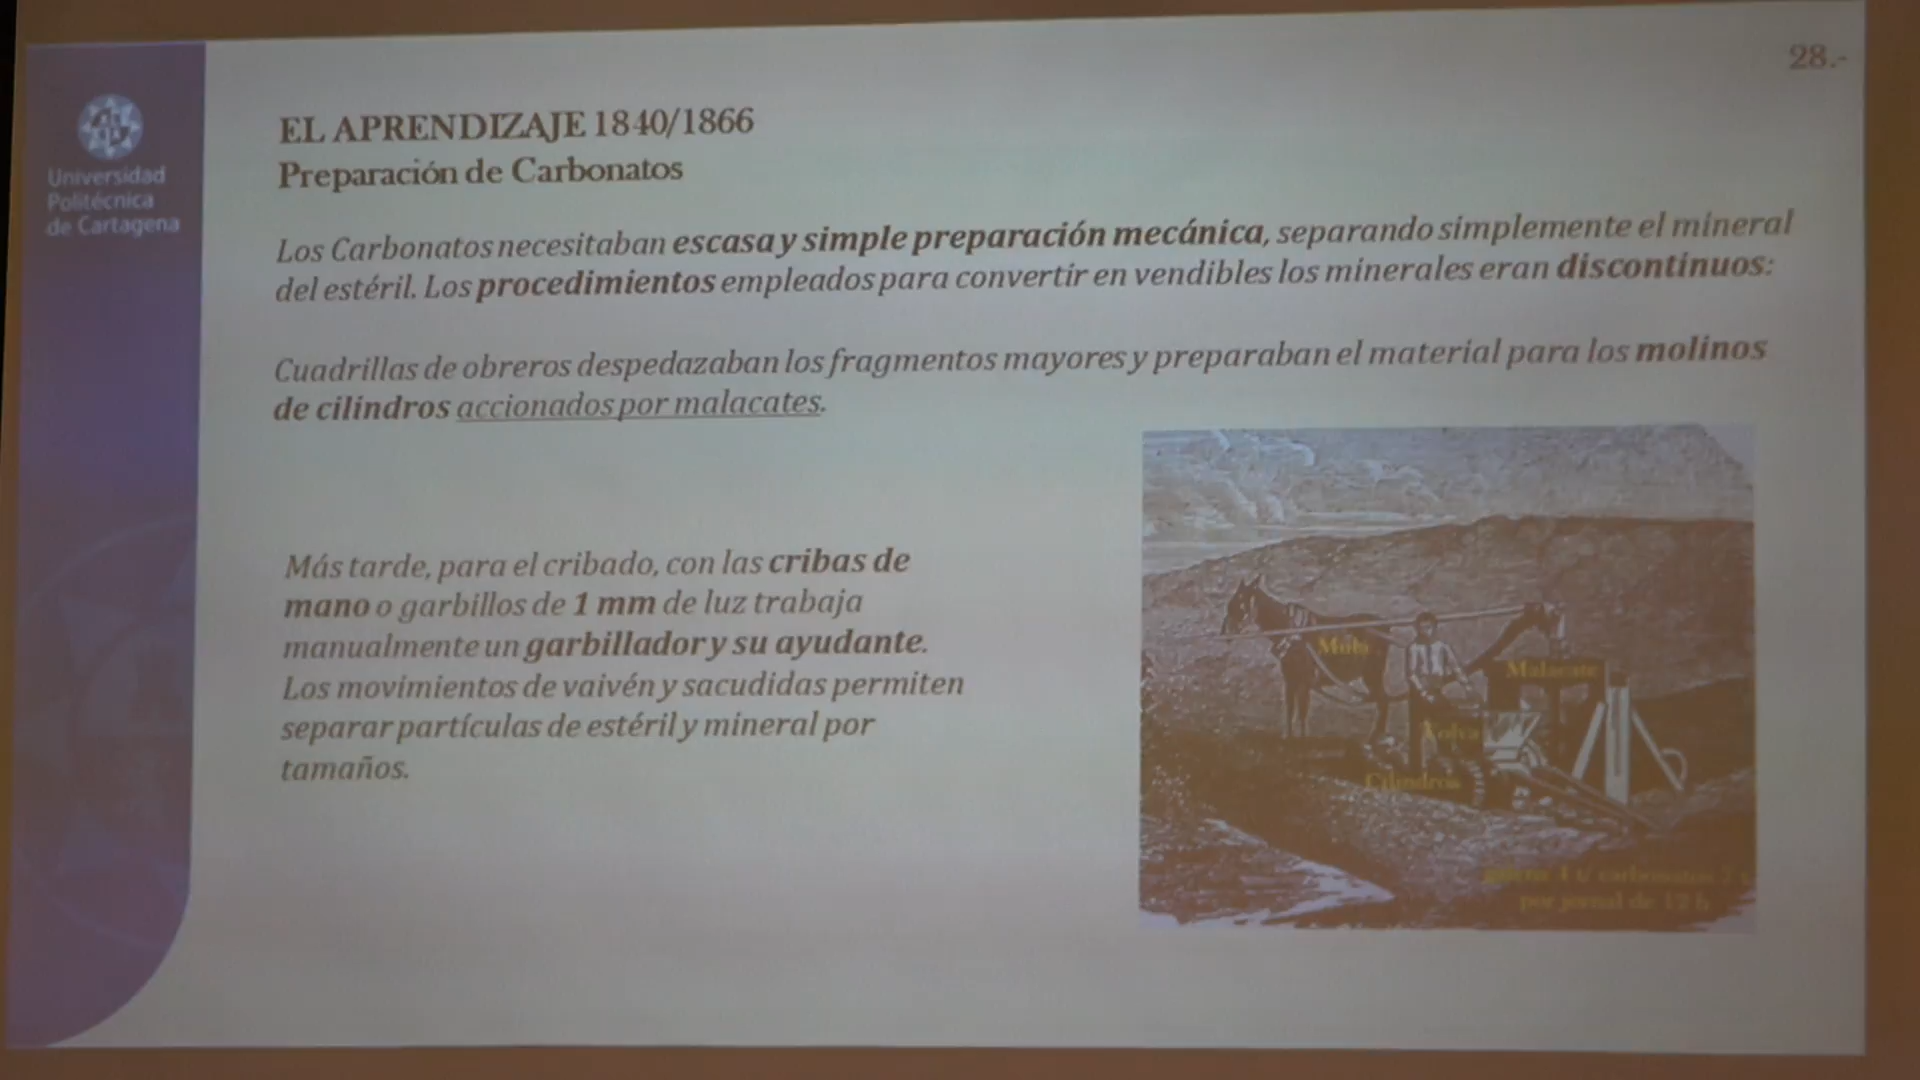 28.-
Universidad
Politécnica
de Cartagena
EL APRENDIZAJE 1840/1866
Preparación de Carbonatos
Los Carbonatos necesitaban escasa y simple preparación mecánica, separando simplemente el mineral
del estéril. Los procedimientos empleados para convertir en vendibles los minerales eran discontinuos:
Cuadrillas de obreros despedazaban los fragmentos mayores y preparaban el material para los molinos
de cilindros accionados por malacates.
Más tarde, para el cribado, con las cribas de
mano o garbillos de 1 mm de luz trabaja
manualmente un garbillador y su ayudante.
Los movimientos de vaivén y sacudidas permiten
separar partículas de estéril y mineral por
tamaños.
Malacate
Cilindros
por jornal de 12 h